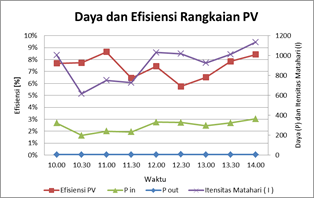 Daya dan Efisiensi Rangkaian PV
10% 1200
9%
8% 1000
7% 800
6%
5% 600
4%
3% 400
2% 200
1%
0% 0
Efisiensi [%]
Daya (P) dan Itensitas Matahari(I)
10.00 10.30 11.00 11.30 12.00 12.30 13.00 13.30 14.00
Waktu
Efisiensi PV P in P out Itensitas Matahari ( I )